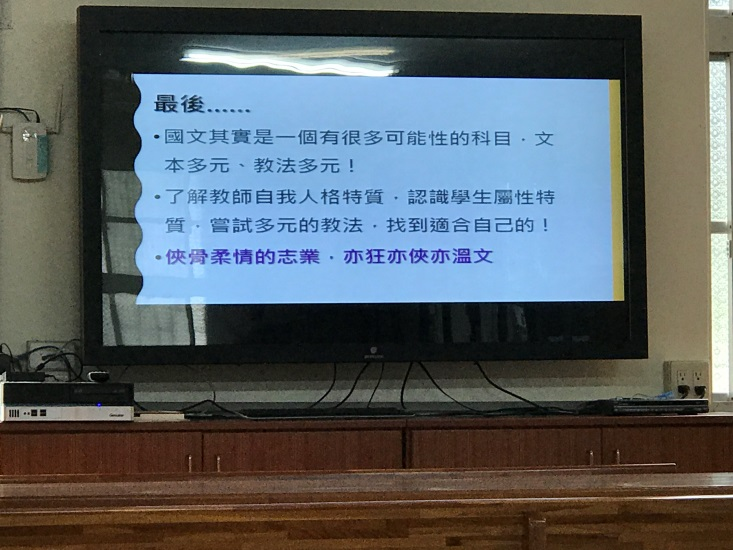 最後……
•國文其實是一個有很多可能性的科目，文
本多元、教法多元！
•了解教師自我人格特質，認識學生屬性特
質，嘗試多元的教法，找到適合自己的！
•俠骨柔情的志業，亦狂亦俠亦溫文